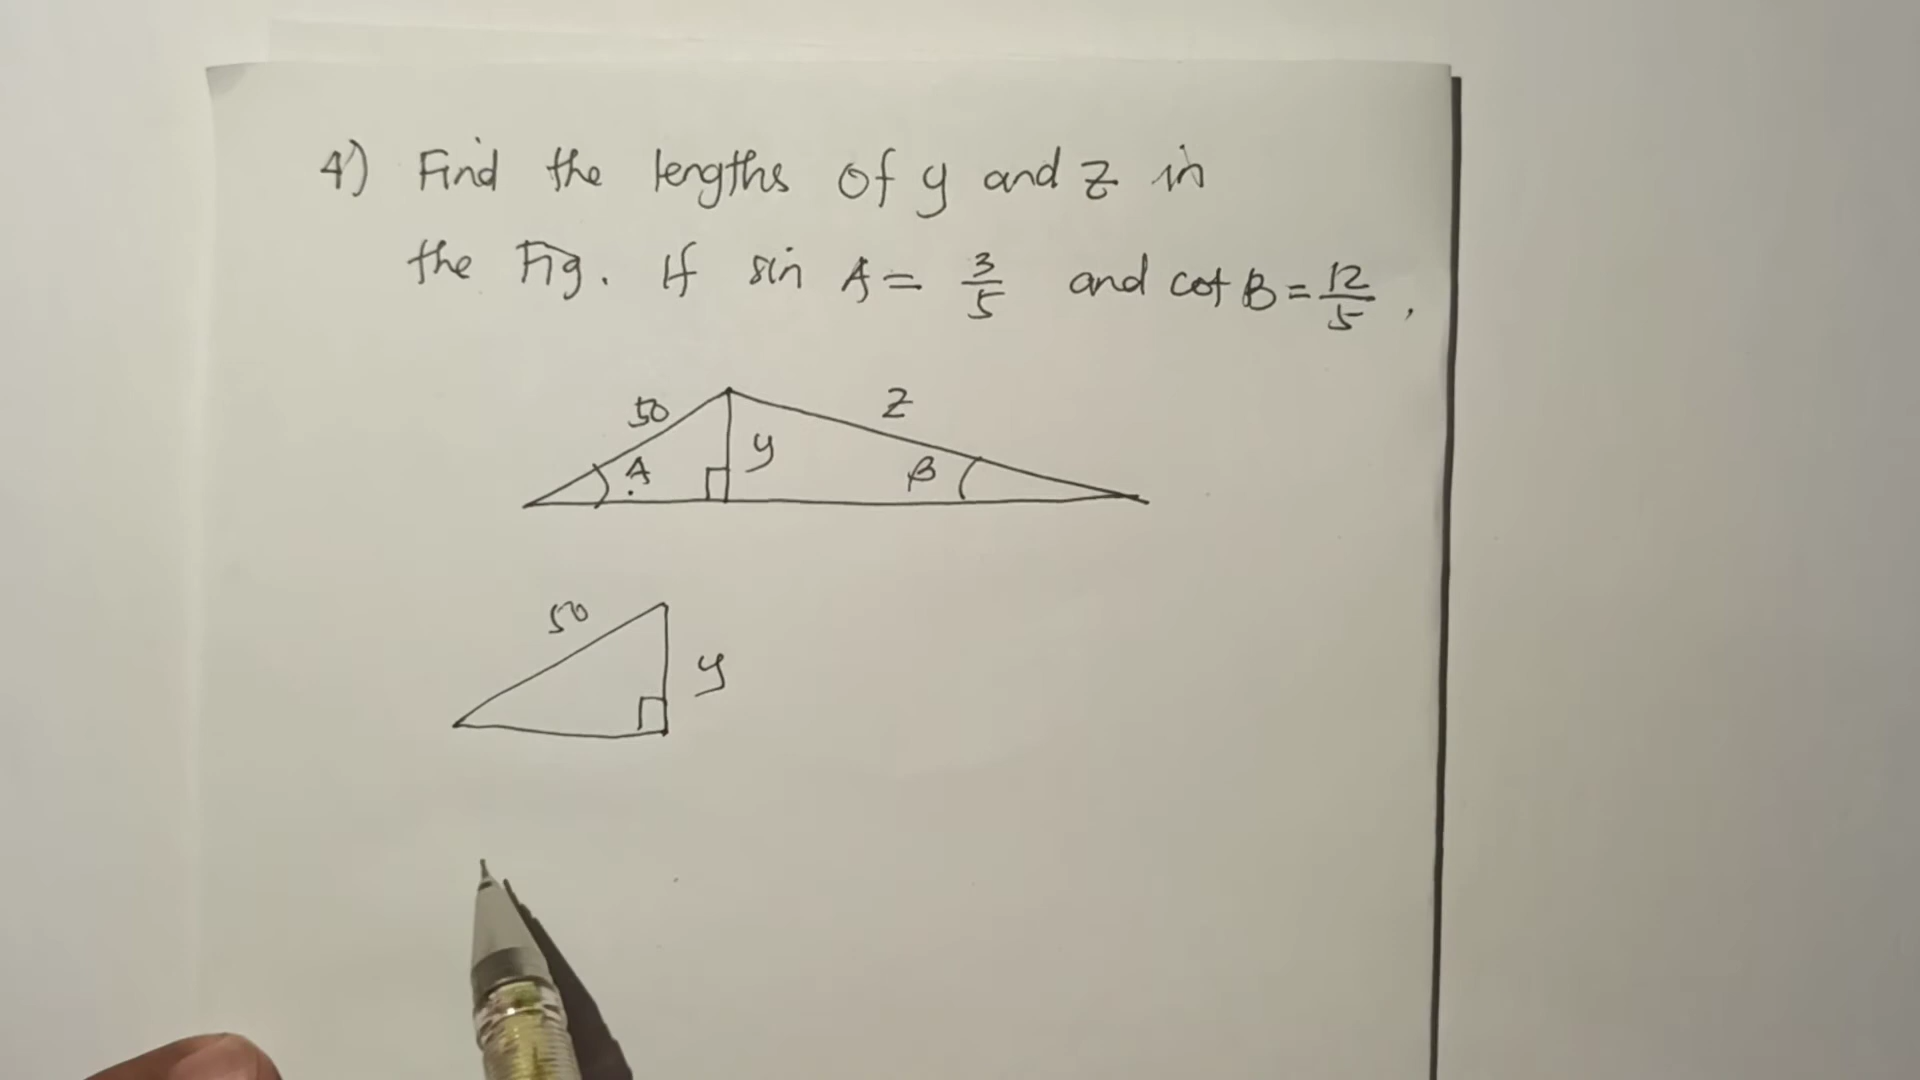 4) Find the lengths of y and z in
the Fig. If sin A = 3/5 and cot B = 12/5,
50
z
A
y
B
50
y